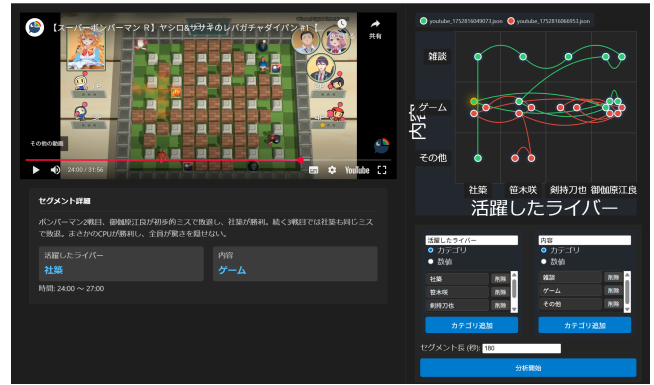 【スーパーボンバーマン R】ヤシロ&ササキのレバガチャダイパン #1【
共有
その他の動画
24:00 / 31:56
YouTube
セグメント詳細
ボンバーマン2戦目、御伽原江良が初歩的ミスで敗退し、社築が勝利。続く3戦目では社築も同じミス
で敗退。まさかのCPUが勝利し、全員が驚きを隠せない。
活躍したライバー
社築
内容
ゲーム
時間: 24:00 ～ 27:00
youtube_1752816049073.json
youtube_1752816066953.json
雑談
ゲーム
その他
内容
社築
笹木咲
剣持刀也
御伽原江良
活躍したライバー
活躍したライバー
カテゴリ
数値
社築
削除
笹木咲
削除
剣持刀也
削除
カテゴリ追加
内容
カテゴリ
数値
雑談
削除
ゲーム
削除
その他
削除
カテゴリ追加
セグメント長 (秒):
180
分析開始